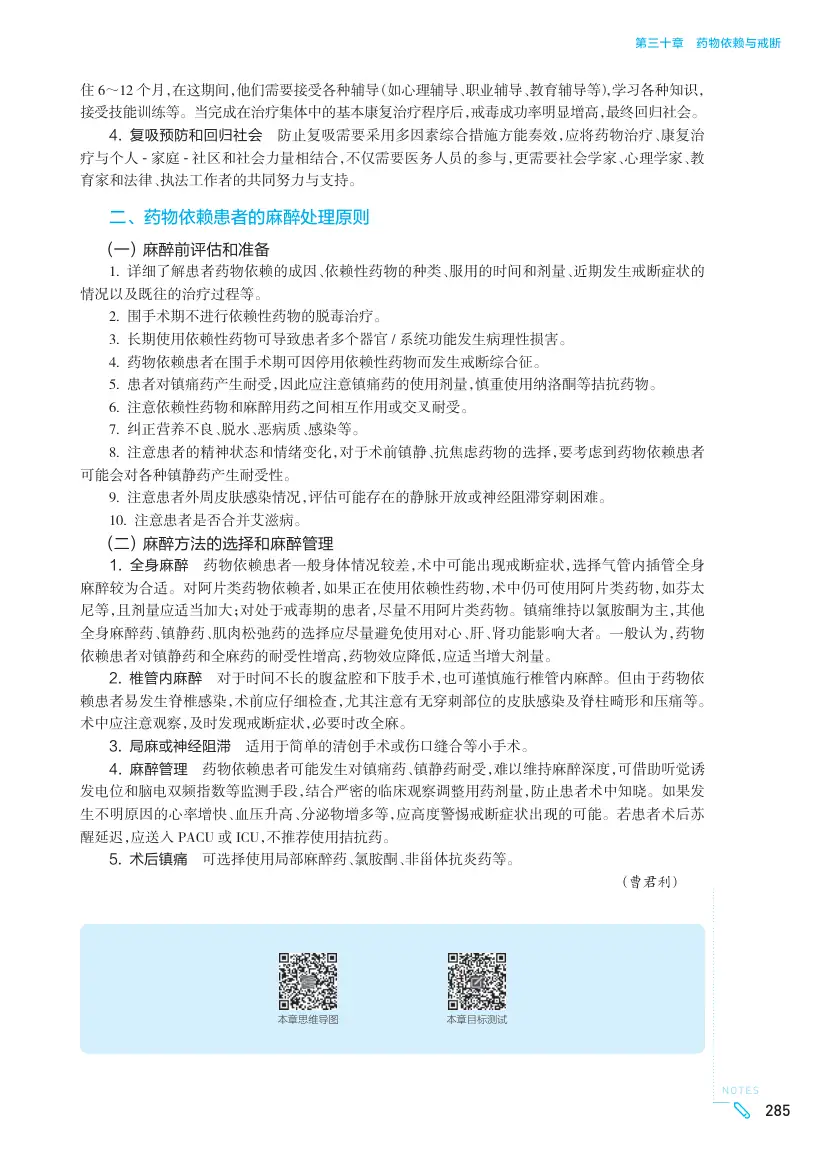 第三十章 药物依赖与戒断
住 6～12 个月，在这期间，他们需要接受各种辅导（如心理辅导、职业辅导、教育辅导等），学习各种知识，
接受技能训练等。当完成在治疗集体中的基本康复治疗程序后，戒毒成功率明显增高，最终回归社会。
4. 复吸预防和回归社会 防止复吸需要采用多因素综合措施方能奏效，应将药物治疗、康复治
疗与个人 - 家庭 - 社区和社会力量相结合，不仅需要医务人员的参与，更需要社会学家、心理学家、教
育家和法律、执法工作者的共同努力与支持。
二、药物依赖患者的麻醉处理原则
（一）麻醉前评估和准备
1. 详细了解患者药物依赖的成因、依赖性药物的种类、服用的时间和剂量、近期发生戒断症状的
情况以及既往的治疗过程等。
2. 围手术期不进行依赖性药物的脱毒治疗。
3. 长期使用依赖性药物可导致患者多个器官 / 系统功能发生病理性损害。
4. 药物依赖患者在围手术期可因停用依赖性药物而发生戒断综合征。
5. 患者对镇痛药产生耐受，因此应注意镇痛药的使用剂量，慎重使用纳洛酮等拮抗药物。
6. 注意依赖性药物和麻醉用药之间相互作用或交叉耐受。
7. 纠正营养不良、脱水、恶病质、感染等。
8. 注意患者的精神状态和情绪变化，对于术前镇静、抗焦虑药物的选择，要考虑到药物依赖患者
可能会对各种镇静药产生耐受性。
9. 注意患者外周皮肤感染情况，评估可能存在的静脉开放或神经阻滞穿刺困难。
10. 注意患者是否合并艾滋病。
（二）麻醉方法的选择和麻醉管理
1. 全身麻醉 药物依赖患者一般身体情况较差，术中可能出现戒断症状，选择气管内插管全身
麻醉较为合适。对阿片类药物依赖者，如果正在使用依赖性药物，术中仍可使用阿片类药物，如芬太
尼等，且剂量应适当加大；对处于戒毒期的患者，尽量不用阿片类药物。镇痛维持以氯胺酮为主，其他
全身麻醉药、镇静药、肌肉松弛药的选择应尽量避免使用对心、肝、肾功能影响大者。一般认为，药物
依赖患者对镇静药和全麻药的耐受性增高，药物效应降低，应适当增大剂量。
2. 椎管内麻醉 对于时间不长的腹盆腔和下肢手术，也可谨慎施行椎管内麻醉。但由于药物依
赖患者易发生脊椎感染，术前应仔细检查，尤其注意有无穿刺部位的皮肤感染及脊柱畸形和压痛等。
术中应注意观察，及时发现戒断症状，必要时改全麻。
3. 局麻或神经阻滞 适用于简单的清创手术或伤口缝合等小手术。
4. 麻醉管理 药物依赖患者可能发生对镇痛药、镇静药耐受，难以维持麻醉深度，可借助听觉诱
发电位和脑电双频指数等监测手段，结合严密的临床观察调整用药剂量，防止患者术中知晓。如果发
生不明原因的心率增快、血压升高、分泌物增多等，应高度警惕戒断症状出现的可能。若患者术后苏
醒延迟，应送入 PACU 或 ICU，不推荐使用拮抗药。
5. 术后镇痛 可选择使用局部麻醉药、氯胺酮、非甾体抗炎药等。
（曹君利）
本章思维导图
本章目标测试
NOTES
285